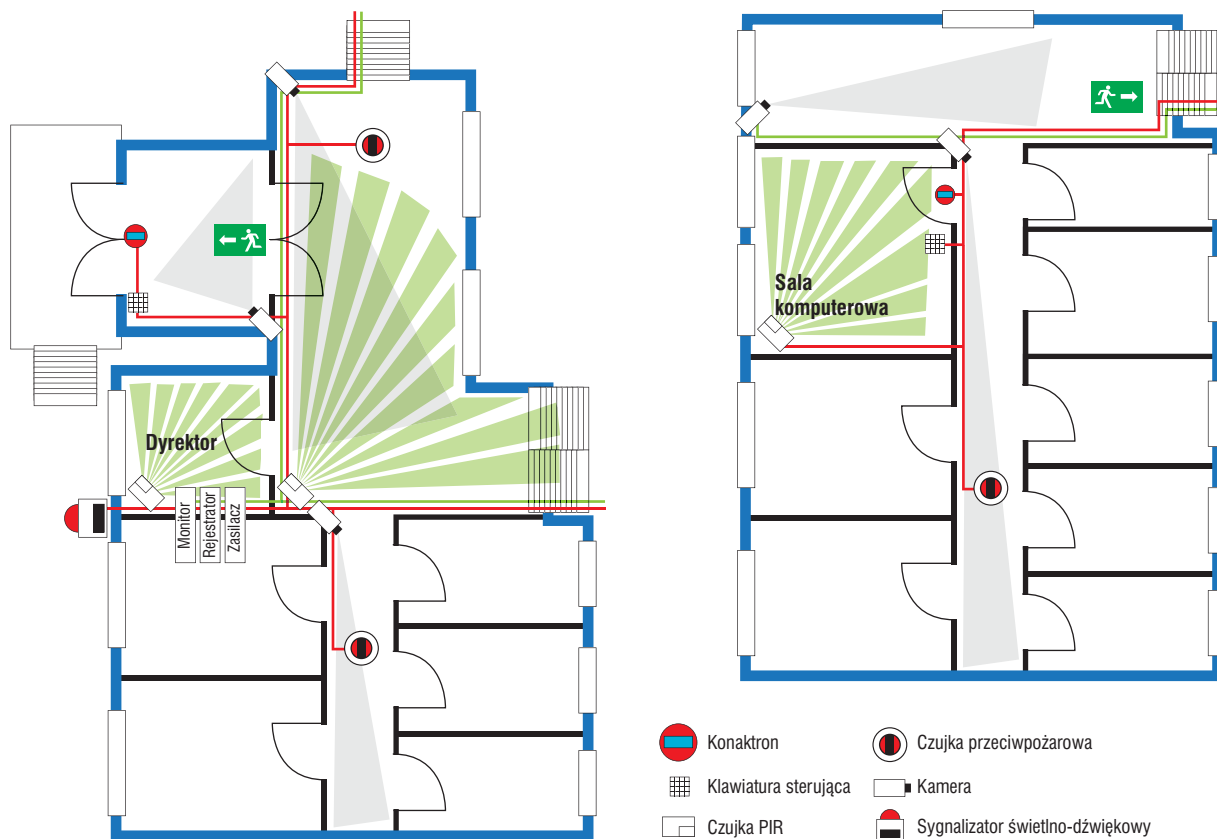 Dyrektor
Monitor
Rejestrator
Zasilacz
Sala
komputerowa
Konaktron
Czujka przeciwpożarowa
Klawiatura sterująca
Kamera
Czujka PIR
Sygnalizator świetlno-dźwiękowy